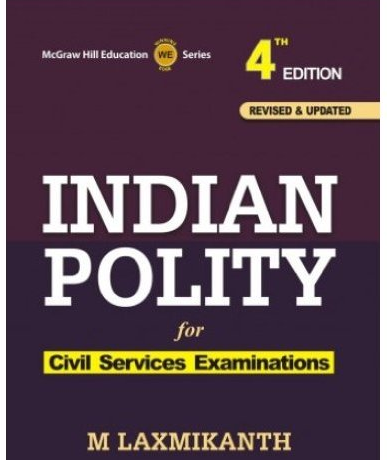 McGraw Hill Education WE Series
4TH EDITION
REVISED & UPDATED
INDIAN
POLITY
for
Civil Services Examinations
M LAXMIKANTH